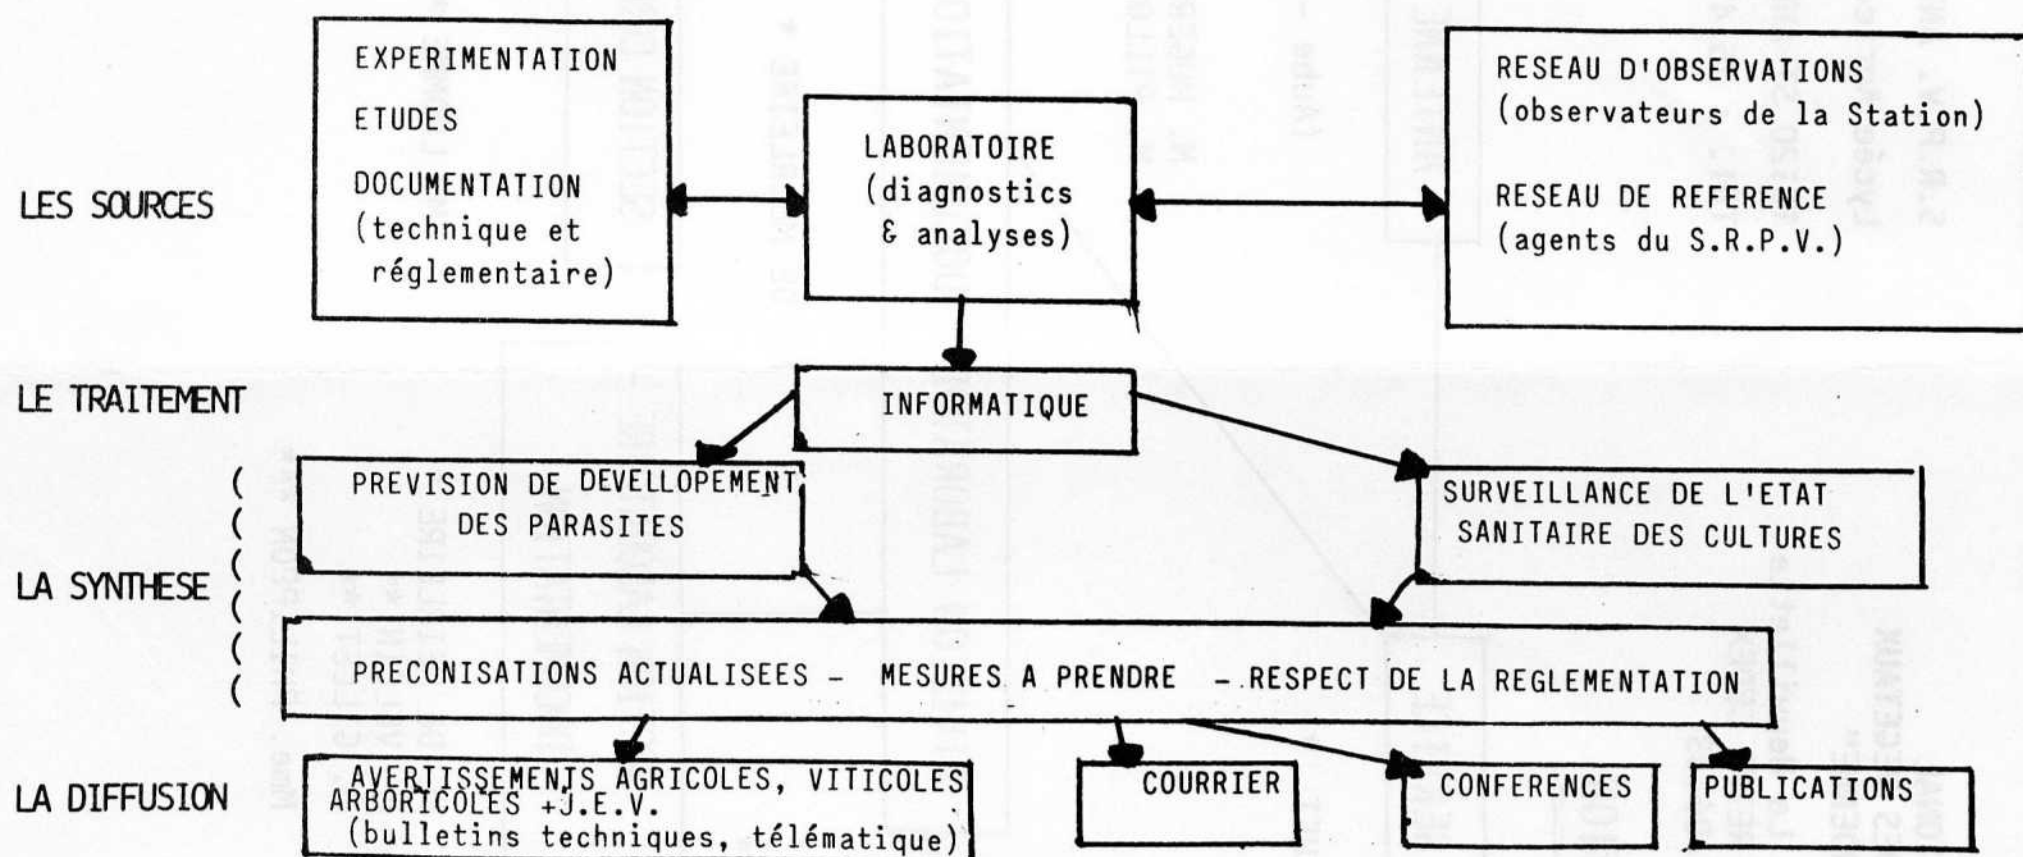 LES SOURCES
EXPERIMENTATION
ETUDES
DOCUMENTATION
(technique et
réglementaire)
LABORATOIRE
(diagnostics
& analyses)
RESEAU D'OBSERVATIONS
(observateurs de la Station)
RESEAU DE REFERENCE
(agents du S.R.P.V.)
LE TRAITEMENT
INFORMATIQUE
LA SYNTHESE
PREVISION DE DEVELLOPEMENT
DES PARASITES
SURVEILLANCE DE L'ETAT
SANITAIRE DES CULTURES
PRECONISATIONS ACTUALISEES - MESURES A PRENDRE - RESPECT DE LA REGLEMENTATION
LA DIFFUSION
AVERTISSEMENTS AGRICOLES, VITICOLES
ARBORICOLES +J.E.V.
(bulletins techniques, télématique)
COURRIER
CONFERENCES
PUBLICATIONS